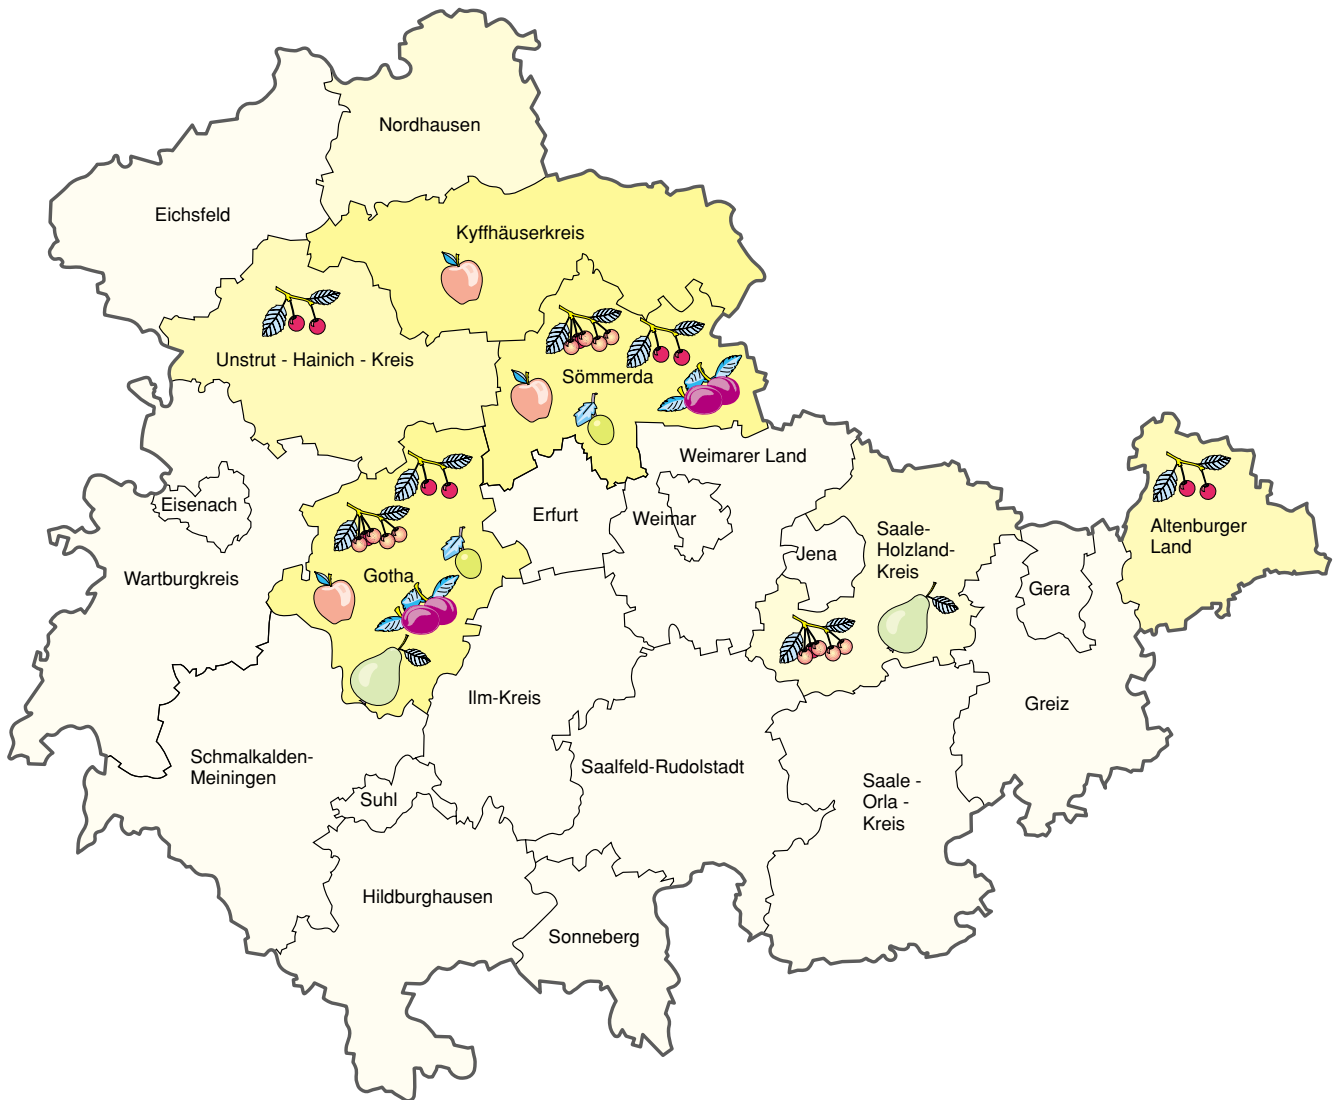 Nordhausen
Eichsfeld
Kyffhäuserkreis
Unstrut - Hainich - Kreis
Sömmerda
Weimarer Land
Eisenach
Erfurt
Weimar
Saale-
Holzland-
Kreis
Altenburger
Land
Jena
Wartburgkreis
Gotha
Gera
Ilm-Kreis
Greiz
Schmalkalden-
Meiningen
Saalfeld-Rudolstadt
Saale -
Orla -
Kreis
Suhl
Hildburghausen
Sonneberg